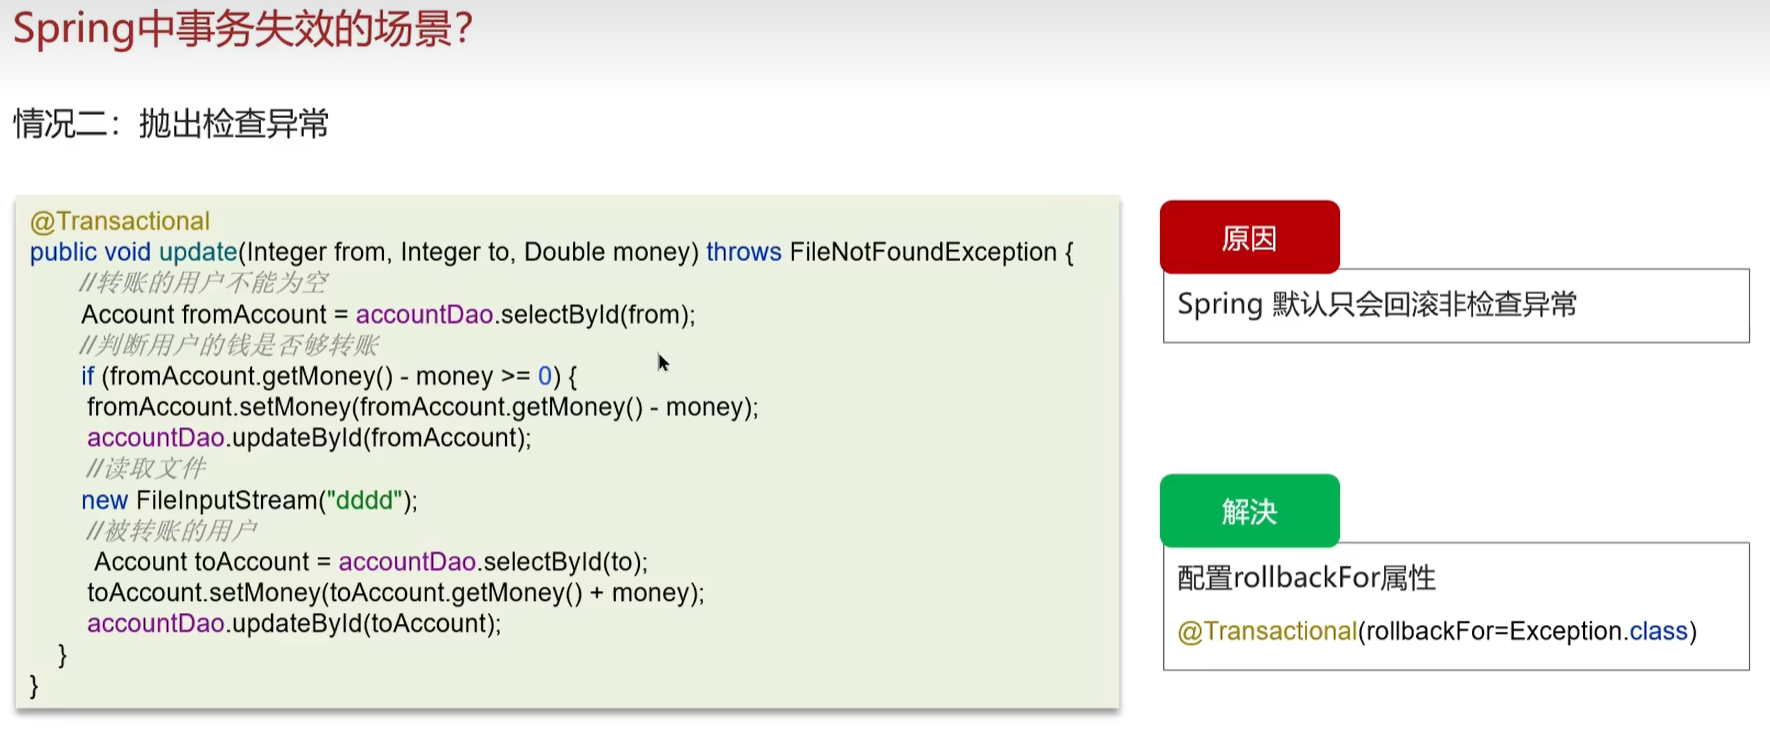 Spring中事务失效的场景？
情况二：抛出检查异常
@Transactional
public void update(Integer from, Integer to, Double money) throws FileNotFoundException {
//转账的用户不能为空
Account fromAccount = accountDao.selectById(from);
//判断用户的钱是否够转账
if (fromAccount.getMoney() - money >= 0) {
fromAccount.setMoney(fromAccount.getMoney() - money);
accountDao.updateById(fromAccount);
//读取文件
new FileInputStream("dddd");
//被转账的用户
Account toAccount = accountDao.selectById(to);
toAccount.setMoney(toAccount.getMoney() + money);
accountDao.updateById(toAccount);
}
}
原因
Spring 默认只会回滚非检查异常
解决
配置rollbackFor属性
@Transactional(rollbackFor=Exception.class)